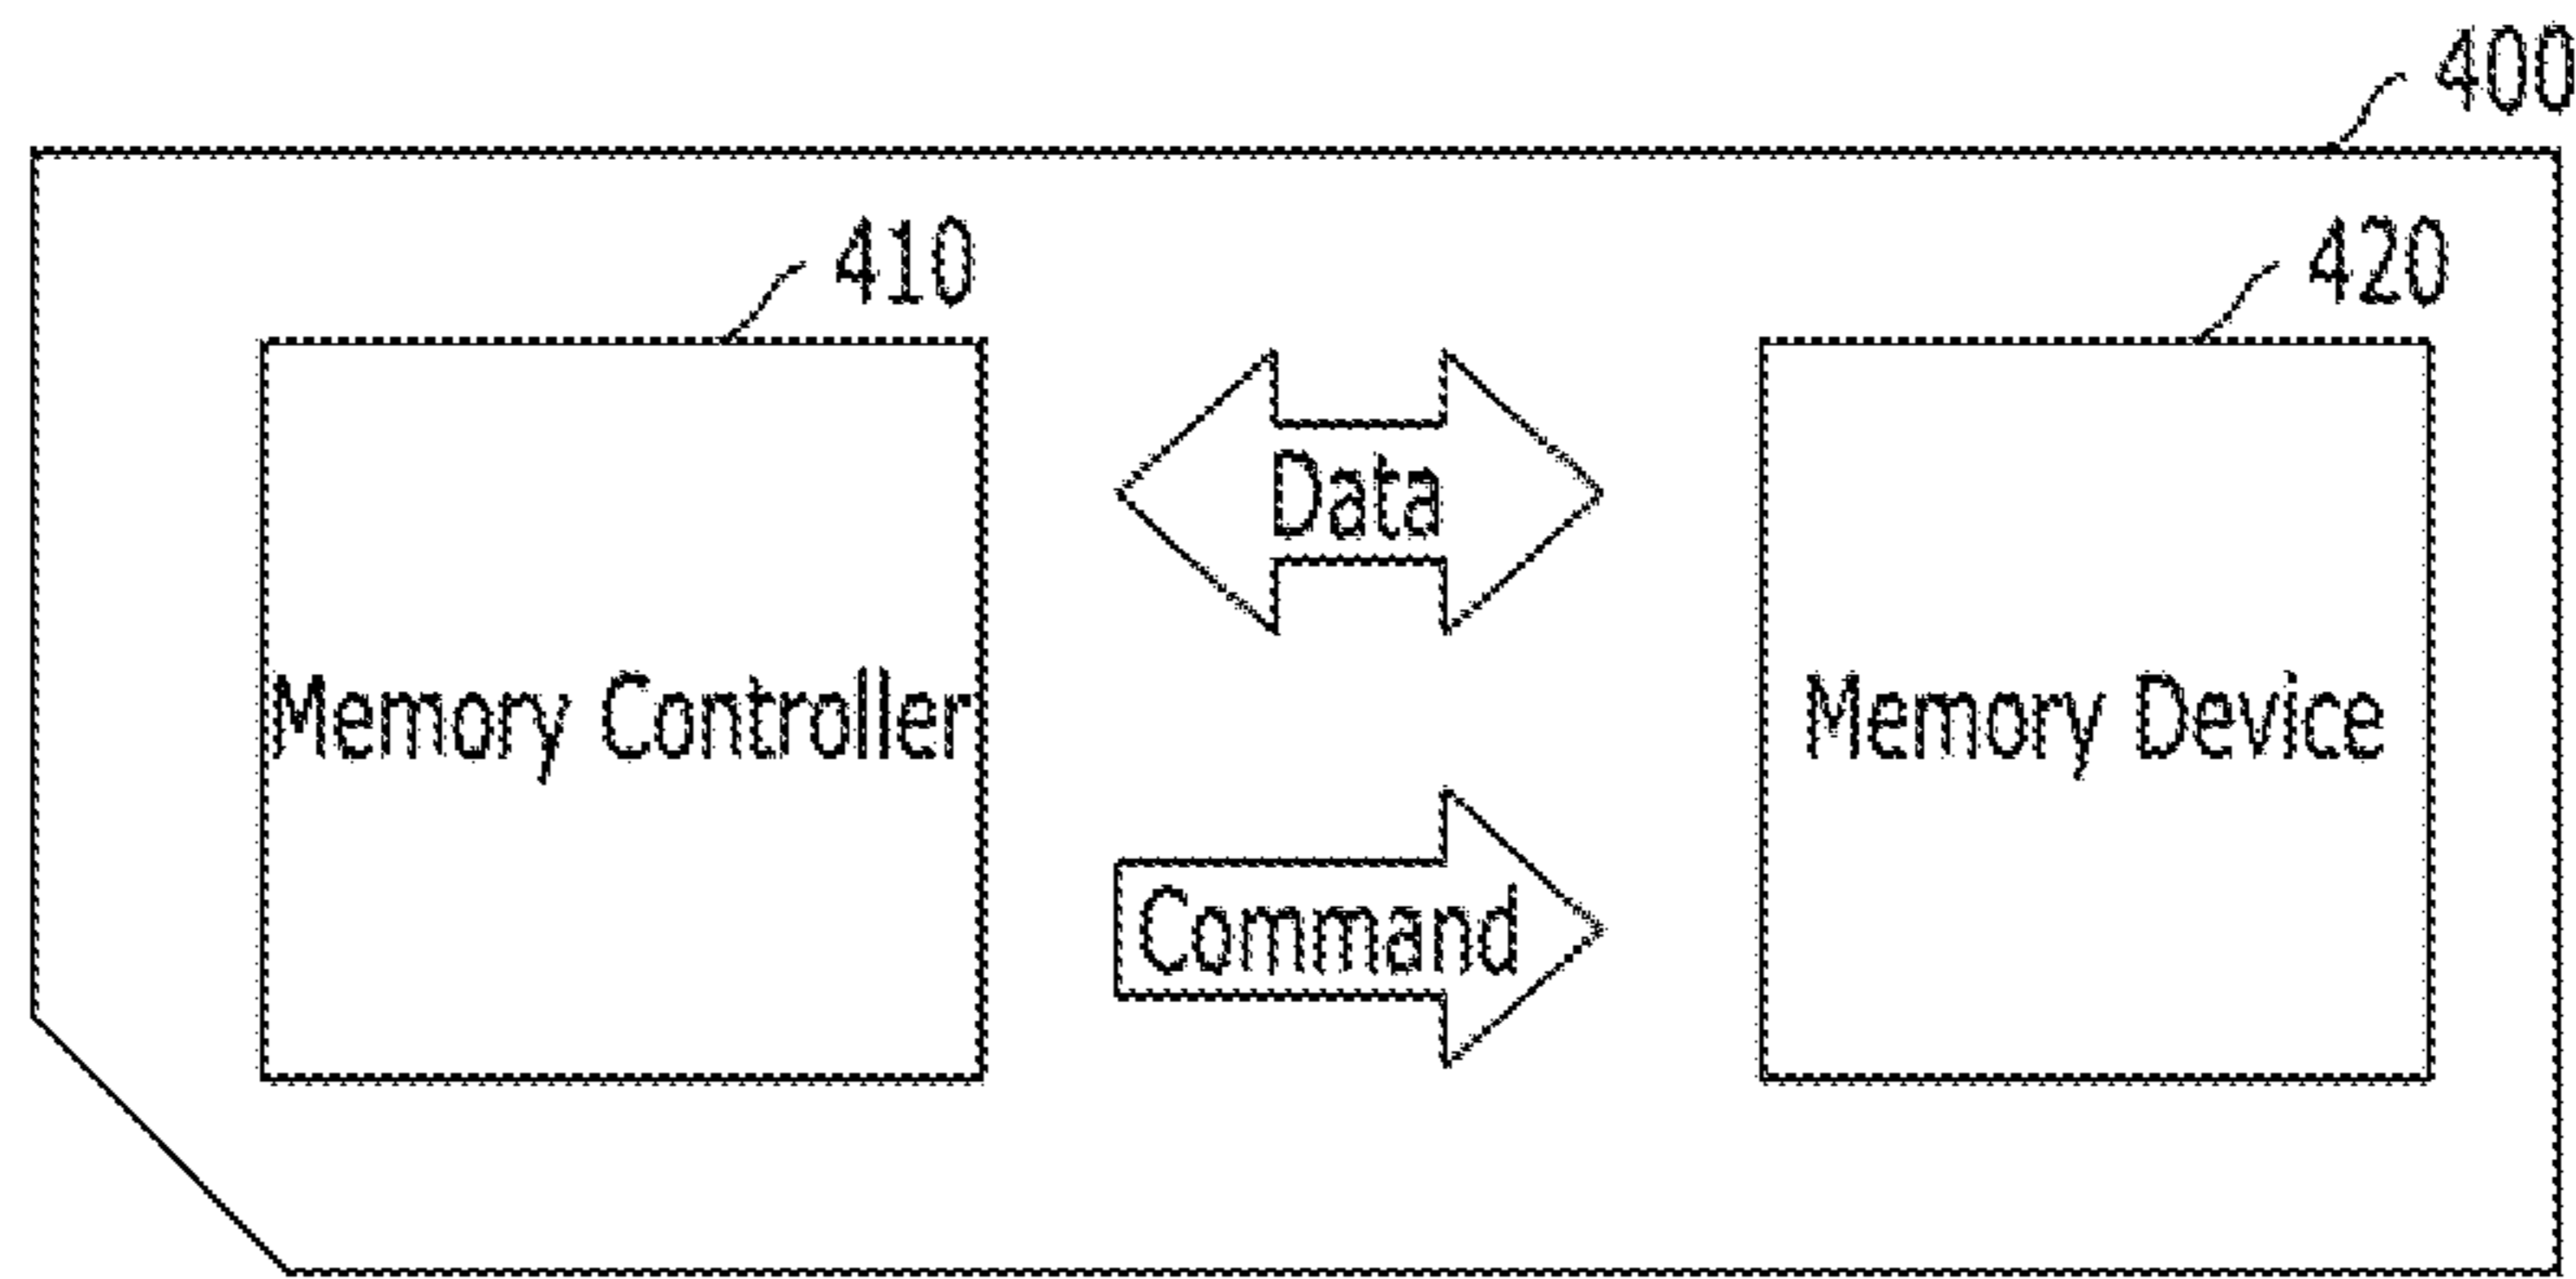 400
410
420
Data
Memory Controller
Memory Device
Command